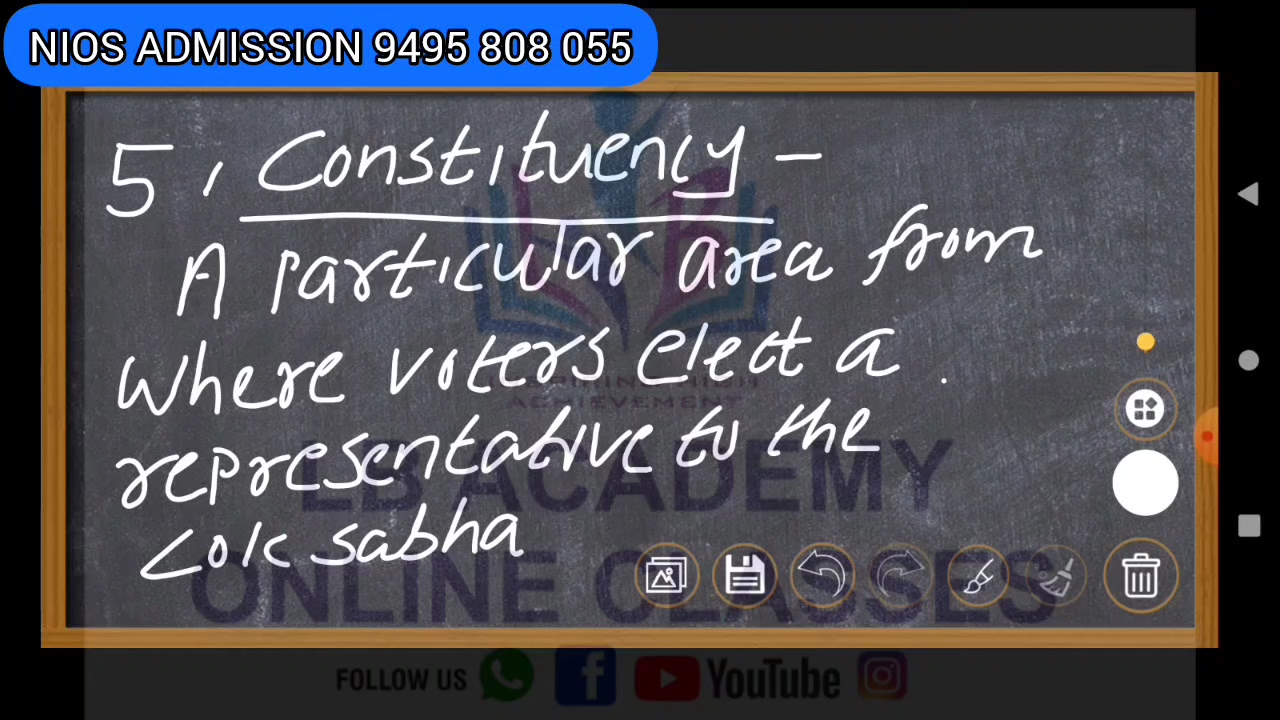 NIOS ADMISSION 9495 808 055
5, Constituency –
A particular area from
where voters elect a
representative to the
Lok sabha
ACHIEVEMENT
LB ACADEMY
ONLINE CLASSES
FOLLOW US YouTube